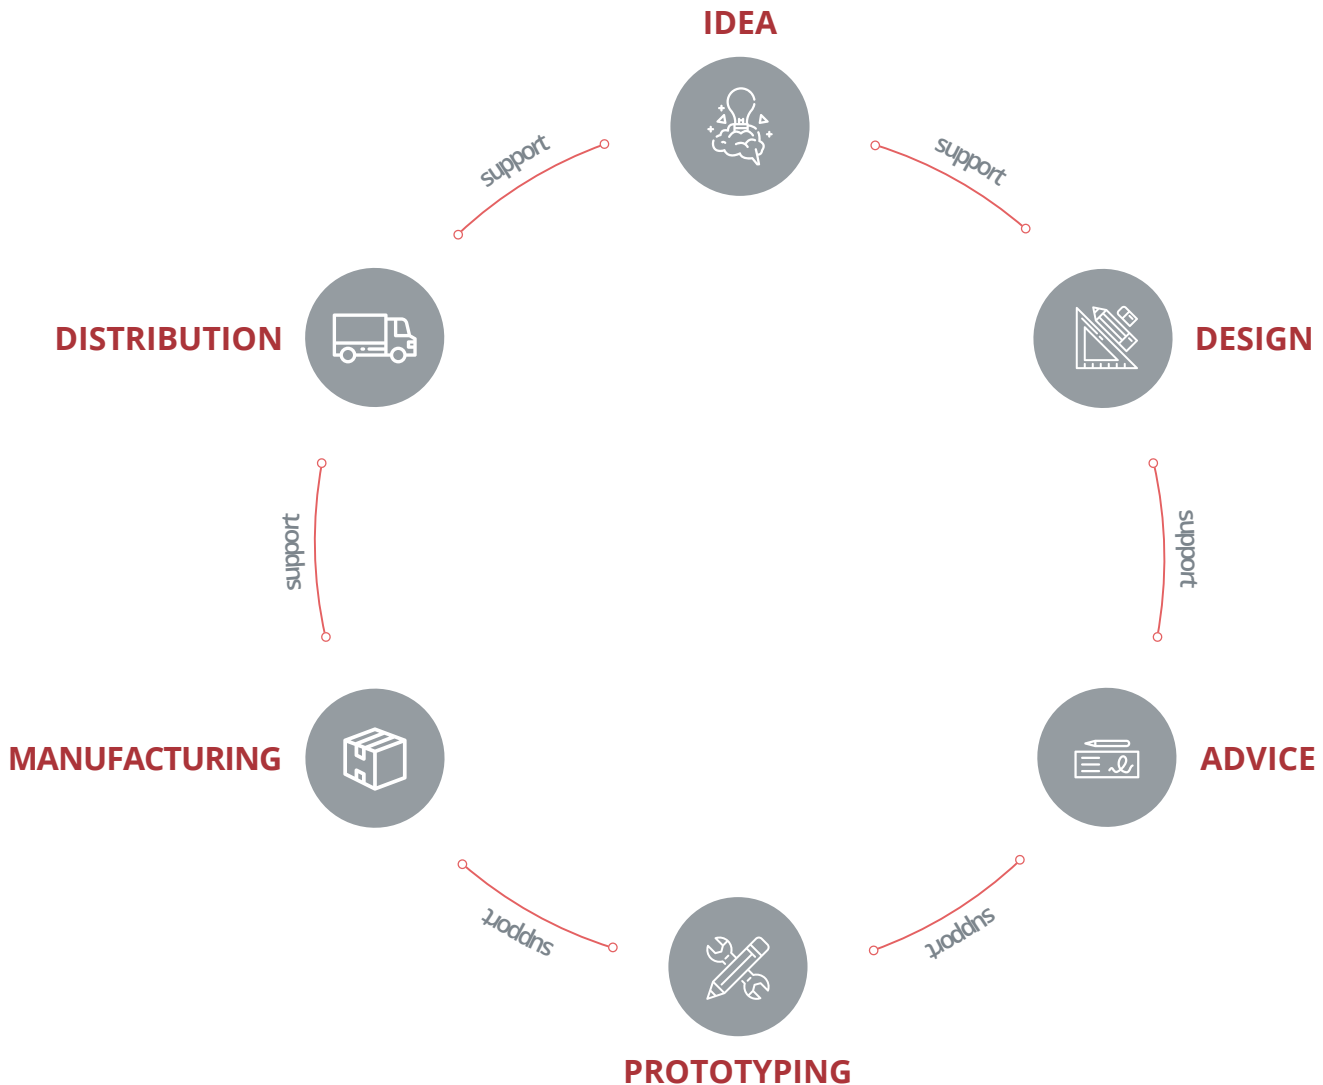 IDEA
support
support
DISTRIBUTION
DESIGN
support
support
MANUFACTURING
ADVICE
support
support
PROTOTYPING